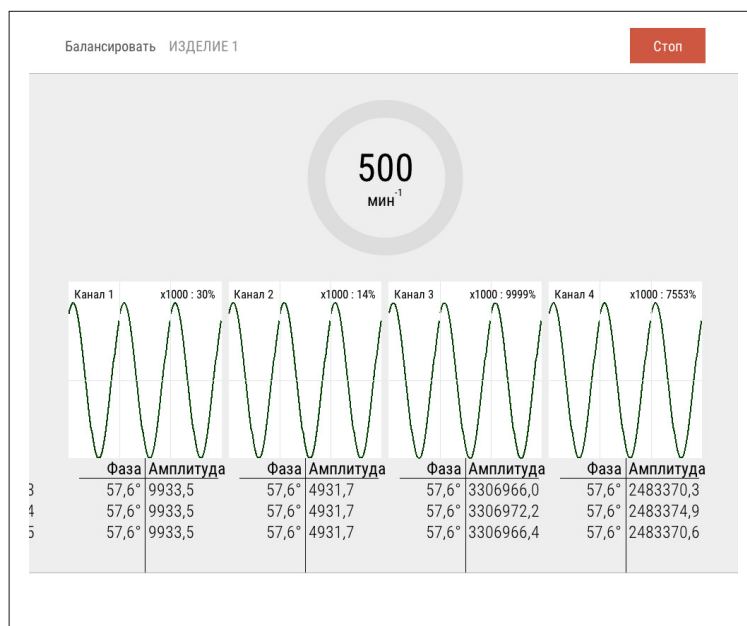 Балансировать ИЗДЕЛИЕ 1 Стоп
500
мин-1
Канал 1 x1000 : 30% Канал 2 x1000 : 14% Канал 3 x1000 : 9999% Канал 4 x1000 : 7553%
Фаза Амплитуда Фаза Амплитуда Фаза Амплитуда Фаза Амплитуда
3 57,6° 9933,5 57,6° 4931,7 57,6° 3306966,0 57,6° 2483370,3
4 57,6° 9933,5 57,6° 4931,7 57,6° 3306972,2 57,6° 2483374,9
5 57,6° 9933,5 57,6° 4931,7 57,6° 3306966,4 57,6° 2483370,6